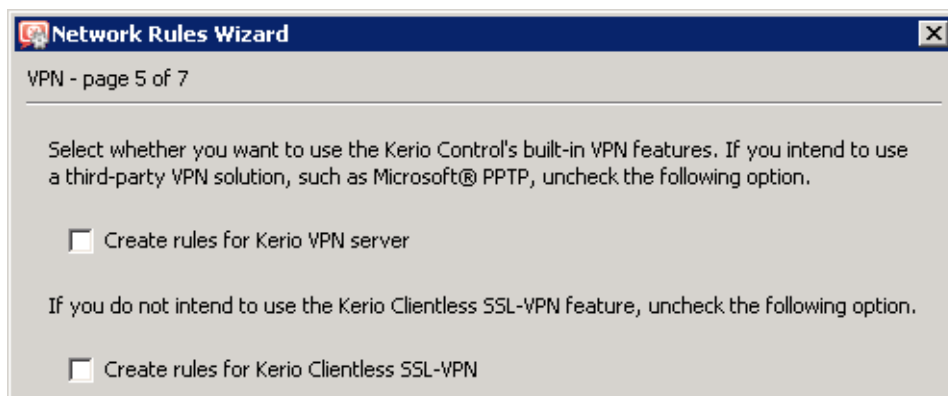 Network Rules Wizard
VPN - page 5 of 7
Select whether you want to use the Kerio Control's built-in VPN features. If you intend to use
a third-party VPN solution, such as Microsoft® PPTP, uncheck the following option.
Create rules for Kerio VPN server
If you do not intend to use the Kerio Clientless SSL-VPN feature, uncheck the following option.
Create rules for Kerio Clientless SSL-VPN